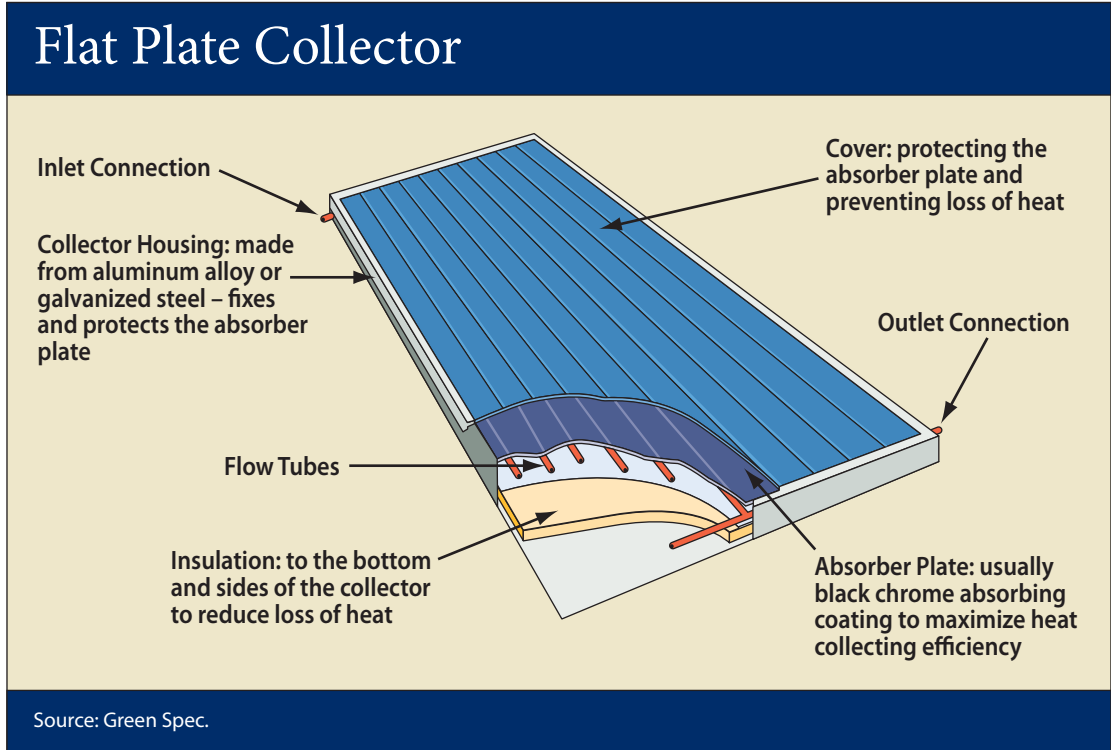 Flat Plate Collector
Inlet Connection
Cover: protecting the
absorber plate and
preventing loss of heat
Collector Housing: made
from aluminum alloy or
galvanized steel – fixes
and protects the absorber
plate
Outlet Connection
Flow Tubes
Insulation: to the bottom
and sides of the collector
to reduce loss of heat
Absorber Plate: usually
black chrome absorbing
coating to maximize heat
collecting efficiency
Source: Green Spec.